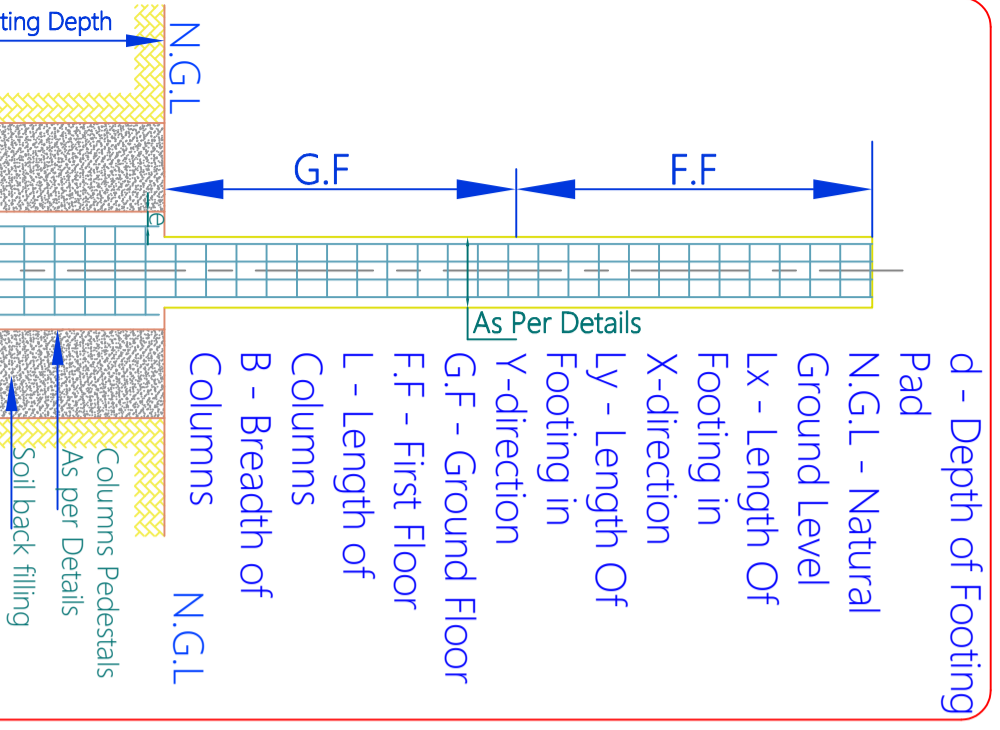 ting Depth
N.G.L
G.F
F.F
e
As Per Details
d - Depth of Footing
Pad
N.G.L - Natural
Ground Level
Lx - Length Of
Footing in
X-direction
Ly - Length Of
Footing in
Y-direction
G.F - Ground Floor
F.F - First Floor
L - Length of
Columns
B - Breadth of
Columns
N.G.L
Columns Pedestals
As per Details
Soil back filling